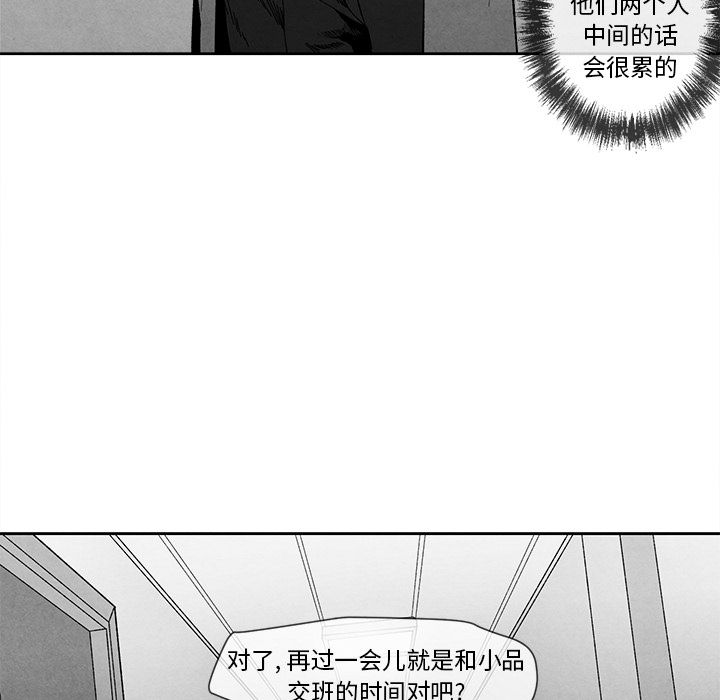 他们两个人
中间的话
会很累的
对了, 再过一会儿就是和小品
交班的时间对吧?